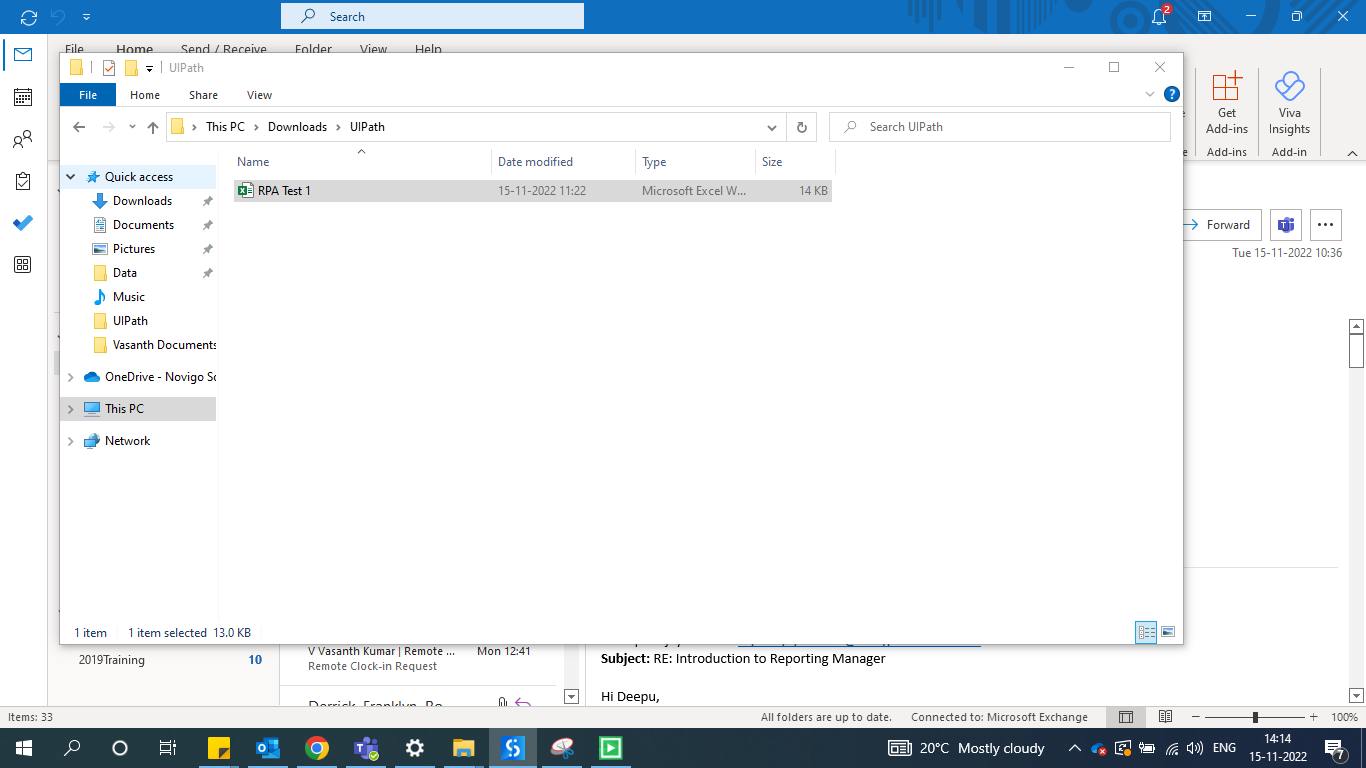 Search
2
File Home Send / Receive Folder View Help
UIPath
File Home Share View
?
This PC > Downloads > UIPath
Search UIPath
Get Add-ins
Viva Insights
Add-ins
Add-in
Name Date modified Type Size
Quick access
RPA Test 1 15-11-2022 11:22 Microsoft Excel W... 14 KB
Downloads
Documents
Pictures
Data
Music
UIPath
Vasanth Documents
OneDrive - Novigo Sc
This PC
Network
Forward
Tue 15-11-2022 10:36
1 item 1 item selected 13.0 KB
2019Training 10
V Vasanth Kumar | Remote ... Mon 12:41
Remote Clock-in Request
Subject: RE: Introduction to Reporting Manager
Hi Deepu,
Items: 33
All folders are up to date. Connected to: Microsoft Exchange
100%
20°C Mostly cloudy
ENG
14:14
15-11-2022
7